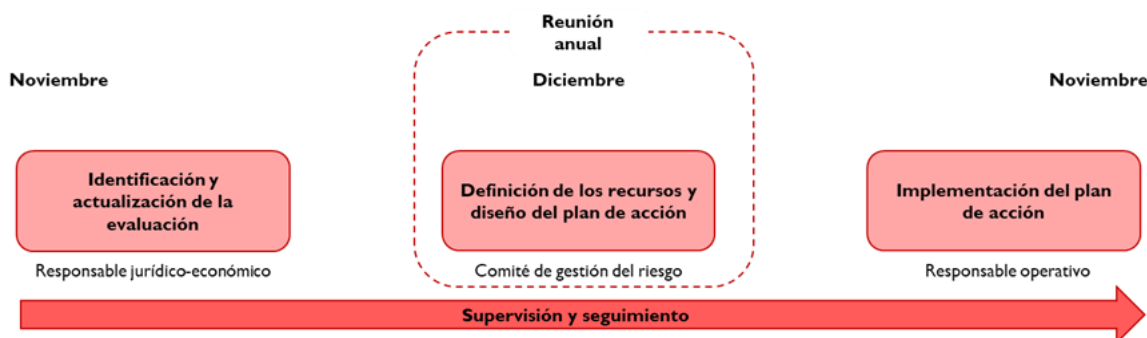 Reunión
anual
Noviembre
Diciembre
Noviembre
Identificación y
actualización de la
evaluación
Definición de los recursos y
diseño del plan de acción
Implementación del plan
de acción
Responsable jurídico-económico
Comité de gestión del riesgo
Responsable operativo
Supervisión y seguimiento